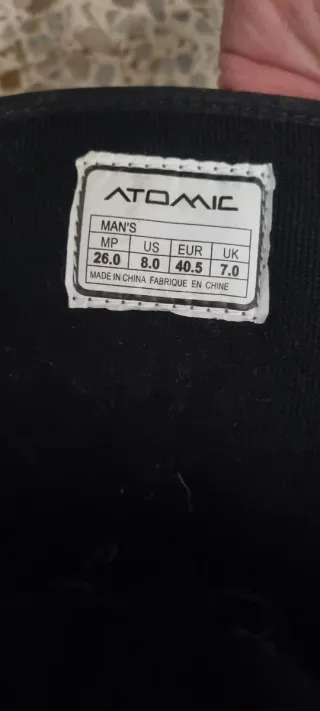 ATOMIC
MAN'S
MP US EUR UK
26.0 8.0 40.5 7.0
MADE IN CHINA FABRIQUE EN CHINE